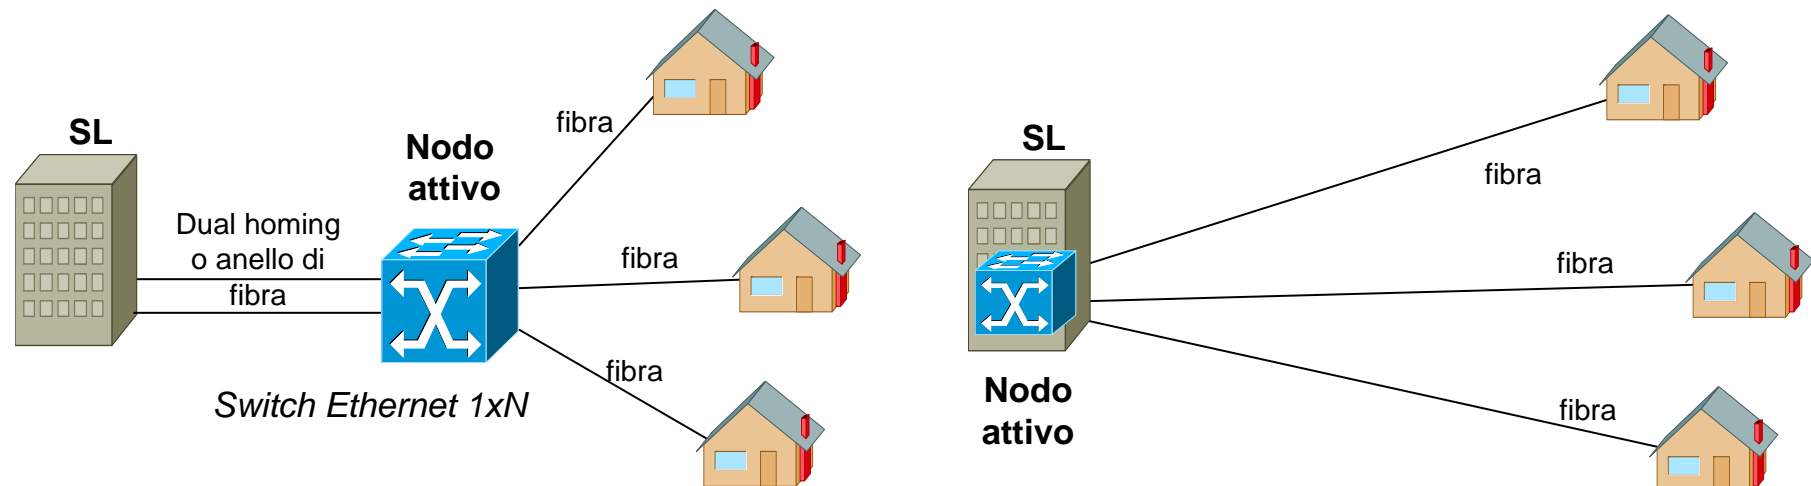 SL
Dual homing
o anello di
fibra
Nodo
attivo
Switch Ethernet 1xN
fibra
fibra
fibra
SL
Nodo
attivo
fibra
fibra
fibra